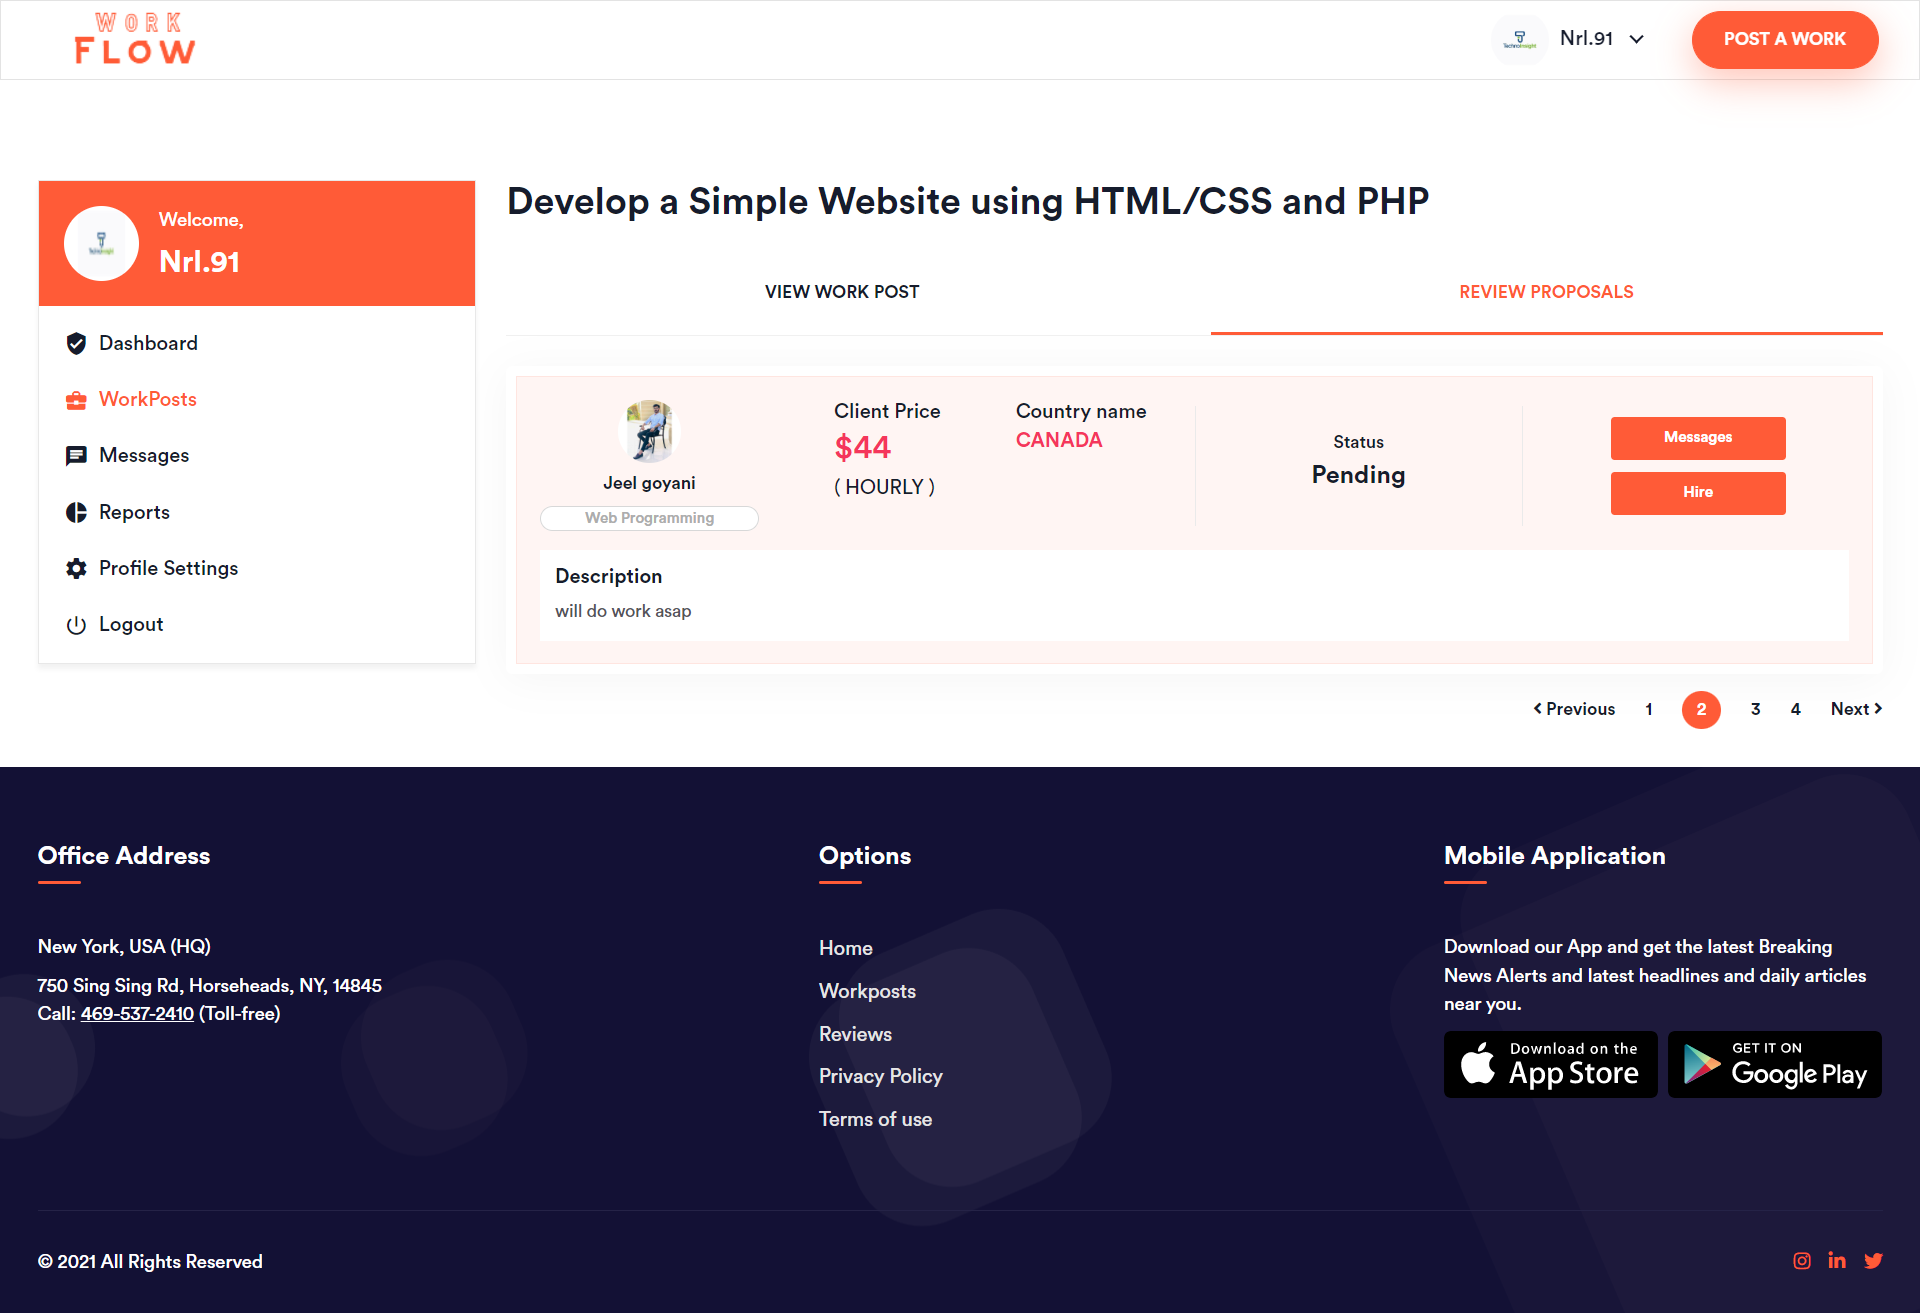 WORK
FLOW
TechnoInsight
Nrl.91
POST A WORK
Welcome,
Nrl.91
TechnoInsight
Dashboard
WorkPosts
Messages
Reports
Profile Settings
Logout
Develop a Simple Website using HTML/CSS and PHP
VIEW WORK POST
REVIEW PROPOSALS
Jeel goyani
Web Programming
Client Price
$44
( HOURLY )
Country name
CANADA
Status
Pending
Messages
Hire
Description
will do work asap
Previous 1 2 3 4 Next
Office Address
New York, USA (HQ)
750 Sing Sing Rd, Horseheads, NY, 14845
Call: 469-537-2410 (Toll-free)
Options
Home
Workposts
Reviews
Privacy Policy
Terms of use
Mobile Application
Download our App and get the latest Breaking
News Alerts and latest headlines and daily articles
near you.
Download on the
App Store
GET IT ON
Google Play
© 2021 All Rights Reserved